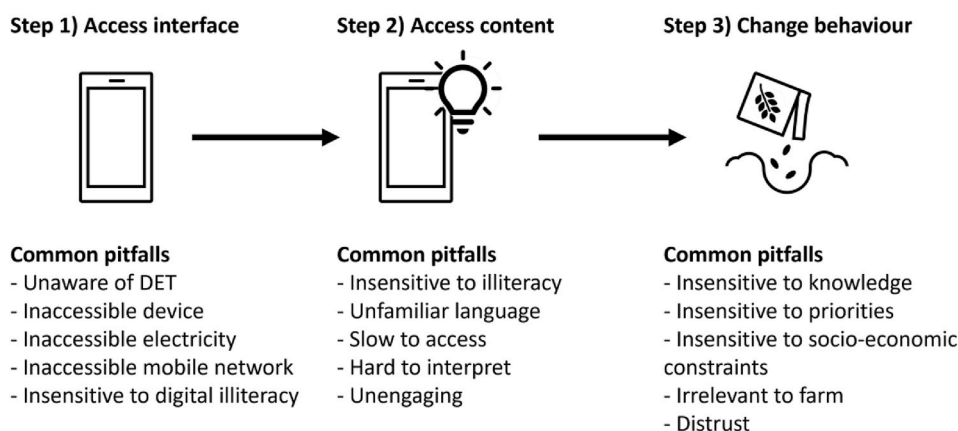 Step 1) Access interface
Step 2) Access content
Step 3) Change behaviour
Common pitfalls
- Unaware of DET
- Inaccessible device
- Inaccessible electricity
- Inaccessible mobile network
- Insensitive to digital illiteracy
Common pitfalls
- Insensitive to illiteracy
- Unfamiliar language
- Slow to access
- Hard to interpret
- Unengaging
Common pitfalls
- Insensitive to knowledge
- Insensitive to priorities
- Insensitive to socio-economic
constraints
- Irrelevant to farm
- Distrust